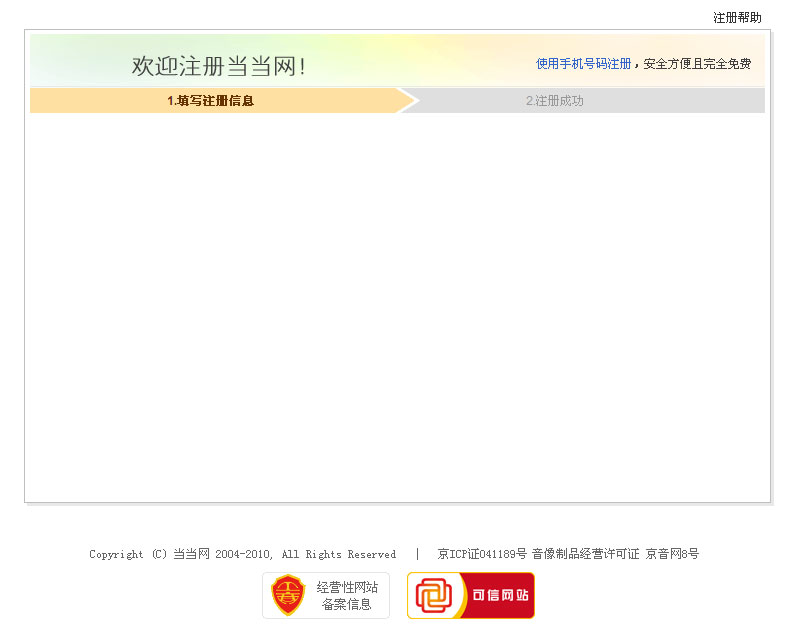 注册帮助
欢迎注册当当网!
使用手机号码注册，安全方便且完全免费
1.填写注册信息
2.注册成功
Copyright (C) 当当网 2004-2010, All Rights Reserved | 京ICP证041189号 音像制品经营许可证 京音网8号
经营性网站
备案信息
可信网站